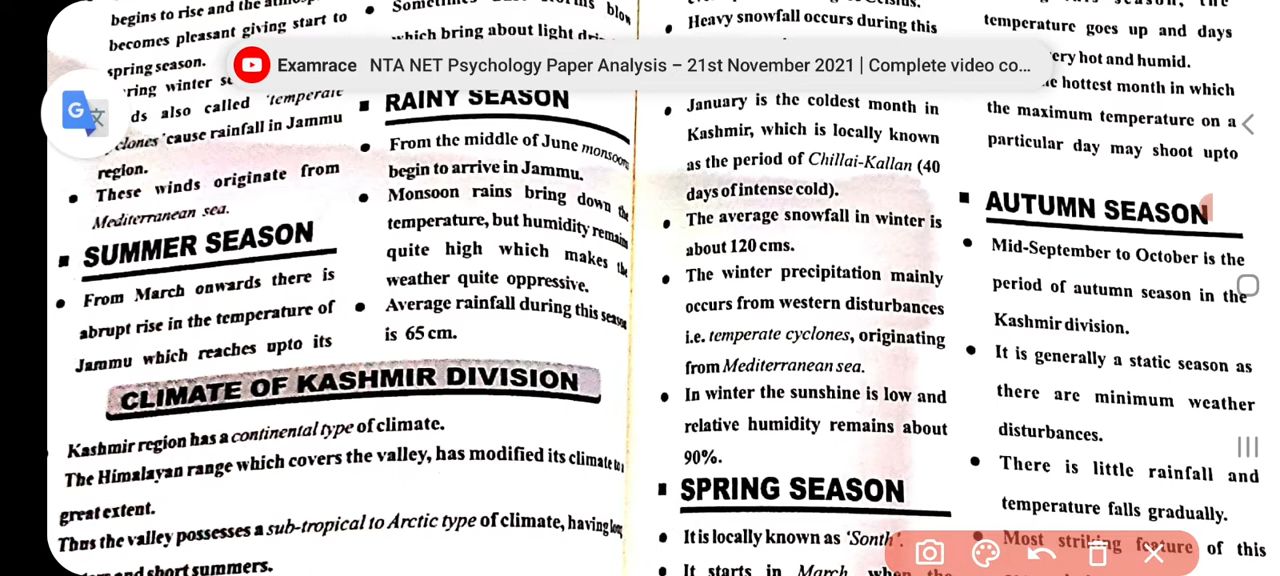 begins to rise and the
becomes pleasant giving start to
spring season.
ds also called 'temperate
clones' cause rainfall in Jammu
region.
These winds originate from
Mediterranean sea.
SUMMER SEASON
From March onwards there is
abrupt rise in the temperature of
Jammu which reaches upto its
blow
which bring about light
RAINY SEASON
From the middle of June monsoon
begin to arrive in Jammu.
Monsoon rains bring down the
temperature, but humidity remain
quite high which makes the
weather quite oppressive.
Average rainfall during this season
is 65 cm.
CLIMATE OF KASHMIR DIVISION
Kashmir region has a continental type of climate.
The Himalayan range which covers the valley, has modified its climate to
great extent.
Thus the valley possesses a sub-tropical to Arctic type of climate, having long
and short summers.
Examrace NTA NET Psychology Paper Analysis – 21st November 2021 | Complete video co...
Heavy snowfall occurs during this
January is the coldest month in
Kashmir, which is locally known
as the period of Chillai-Kallan (40
days of intense cold).
The average snowfall in winter is
about 120 cms.
The winter precipitation mainly
occurs from western disturbances
i.e. temperate cyclones, originating
from Mediterranean sea.
In winter the sunshine is low and
relative humidity remains about
90%.
SPRING SEASON
It is locally known as 'Sonth'.
It starts in March when the
temperature goes up and days
ery hot and humid.
e hottest month in which
the maximum temperature on a
particular day may shoot upto
AUTUMN SEASON
Mid-September to October is the
period of autumn season in the
Kashmir division.
It is generally a static season as
there are minimum weather
disturbances.
There is little rainfall and
temperature falls gradually.
Most striking feature of this